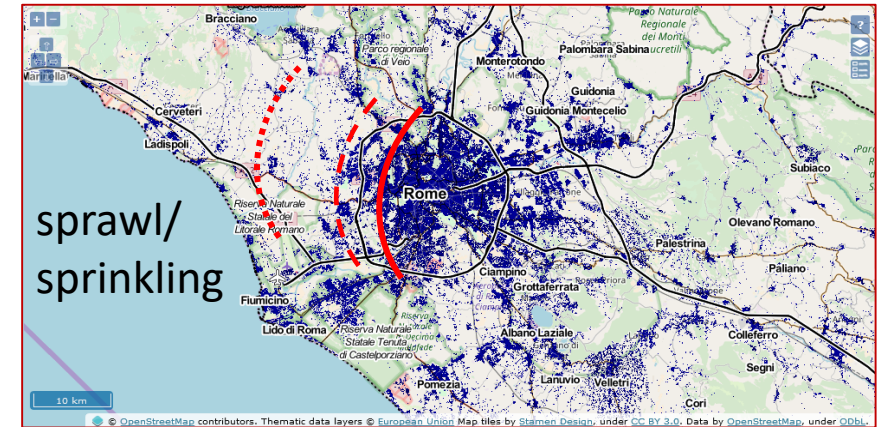 Bracciano
Parco Naturale
Regionale
dei Monti
Lucretili
?
Parco regionale
di Veio
Monterotondo
Palombara Sabina
Guidonia
Guidonia Montecelio
Cerveteri
Ladispoli
Subiaco
Rome
Riserva Naturale
Statale del
Litorale Romano
sprawl/
sprinkling
Olevano Romano
Palestrina
Paliano
Ciampino
Grottaferrata
Fiumicino
Lido di Roma
Riserva Naturale
Statale Tenuta
di Castelporziano
Albano Laziale
Colleferro
Segni
Pomezia
Lanuvio
Velletri
Cori
10 km
© OpenStreetMap contributors. Thematic data layers © European Union Map tiles by Stamen Design, under CC BY 3.0. Data by OpenStreetMap, under ODbL.